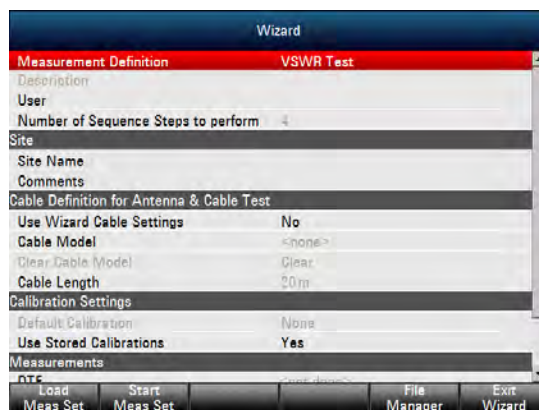 Wizard
Measurement Definition VSWR Test
Description
User
Number of Sequence Steps to perform 4
Site
Site Name
Comments
Cable Definition for Antenna & Cable Test
Use Wizard Cable Settings No
Cable Model <none>
Clear Cable Model Clear
Cable Length 20 m
Calibration Settings
Default Calibration None
Use Stored Calibrations Yes
Measurements
DTF <not done>
Load Start File Exit
Meas Set Meas Set Manager Wizard